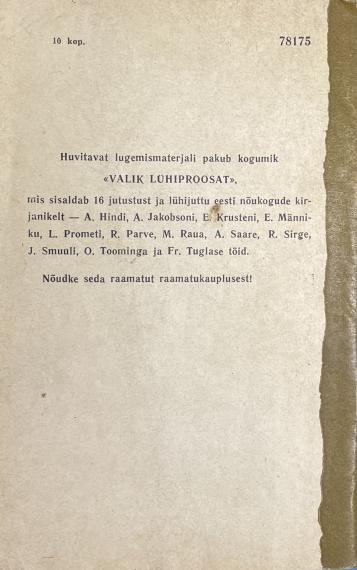 10 kop.
78175
Huvitavat lugemismaterjali pakub kogumik
«VALIK LÜHIPROOSAT»,
mis sisaldab 16 jutustust ja lühijuttu eesti nõukogude kir-
janikelt — A. Hindi, A. Jakobsoni, E. Krusteni, E. Männi-
ku, L. Prometi, R. Parve, M. Raua, A. Saare, R. Sirge,
J. Smuuli, O. Toominga ja Fr. Tuglase töid.
Nõudke seda raamatut raamatukauplusest!